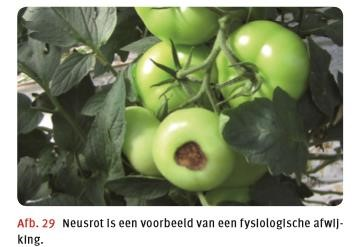 Afb. 29 Neusrot is een voorbeeld van een fysiologische afwij-
king.